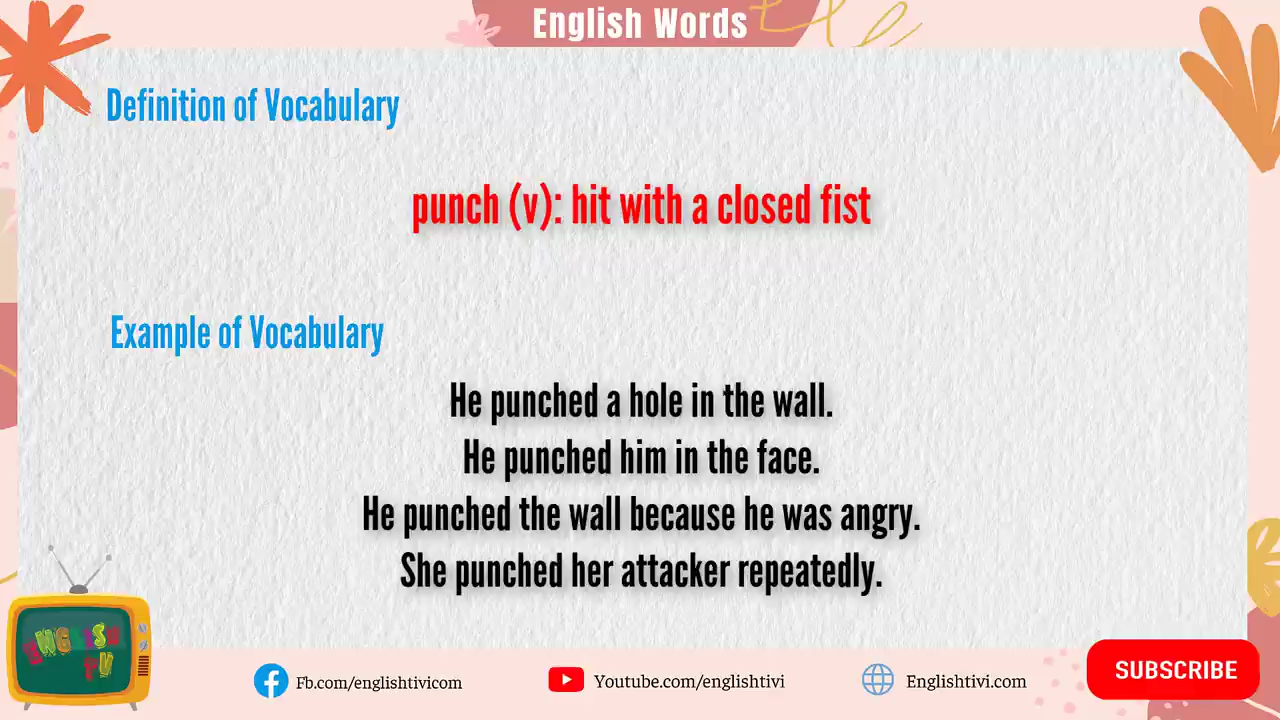 English Words
Definition of Vocabulary
punch (v): hit with a closed fist
Example of Vocabulary
He punched a hole in the wall.
He punched him in the face.
He punched the wall because he was angry.
She punched her attacker repeatedly.
ENGLISH
TV
Fb.com/englishtivicom
Youtube.com/englishtivi
Englishtivi.com
SUBSCRIBE